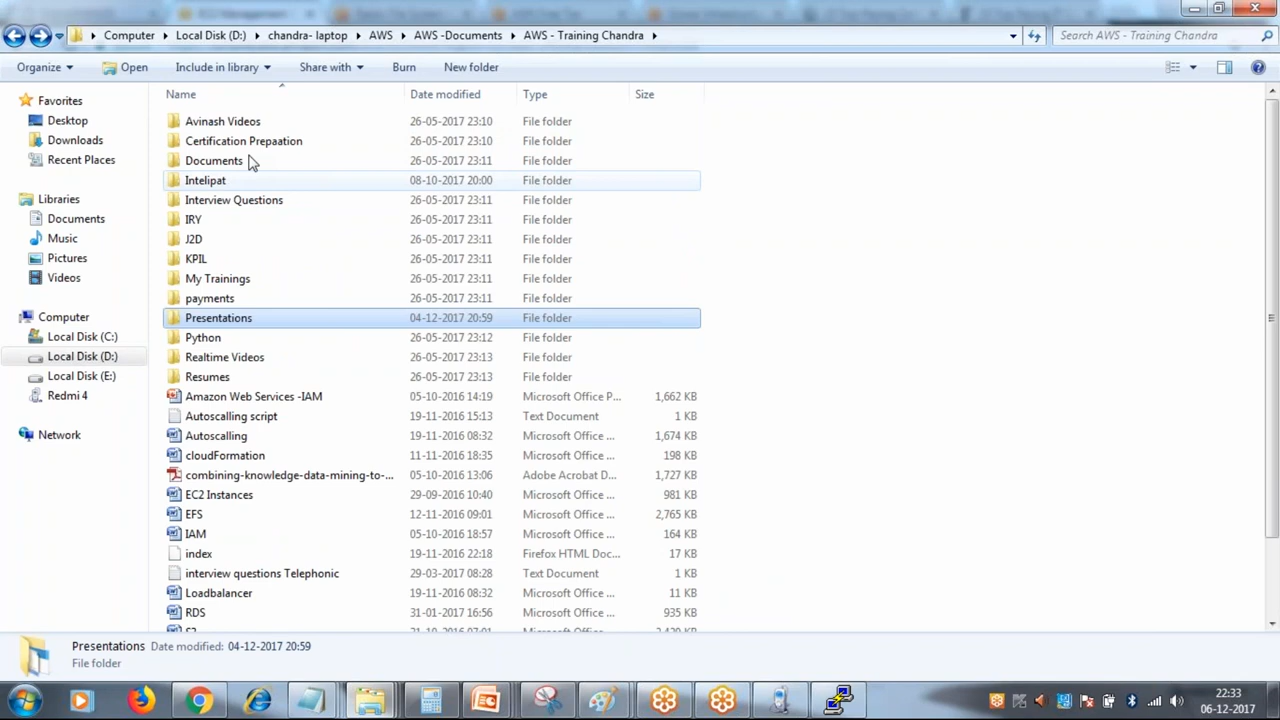 Computer Local Disk (D:) chandra- laptop AWS AWS -Documents AWS - Training Chandra Search AWS - Training Chandra
Organize Open Include in library Share with Burn New folder
Name Date modified Type Size
Favorites
Desktop
Downloads
Recent Places
Libraries
Documents
Music
Pictures
Videos
Computer
Local Disk (C:)
Local Disk (D:)
Local Disk (E:)
Redmi 4
Network
Avinash Videos 26-05-2017 23:10 File folder
Certification Prepaation 26-05-2017 23:10 File folder
Documents 26-05-2017 23:11 File folder
Intelipat 08-10-2017 20:00 File folder
Interview Questions 26-05-2017 23:11 File folder
IRY 26-05-2017 23:11 File folder
J2D 26-05-2017 23:11 File folder
KPIL 26-05-2017 23:11 File folder
My Trainings 26-05-2017 23:11 File folder
payments 26-05-2017 23:11 File folder
Presentations 04-12-2017 20:59 File folder
Python 26-05-2017 23:12 File folder
Realtime Videos 26-05-2017 23:13 File folder
Resumes 26-05-2017 23:13 File folder
Amazon Web Services -IAM 05-10-2016 14:19 Microsoft Office P... 1,662 KB
Autoscalling script 19-11-2016 15:13 Text Document 1 KB
Autoscalling 19-11-2016 08:32 Microsoft Office ... 1,674 KB
cloudFormation 11-11-2016 18:35 Microsoft Office ... 198 KB
combining-knowledge-data-mining-to-... 05-10-2016 13:06 Adobe Acrobat D... 1,727 KB
EC2 Instances 29-09-2016 10:40 Microsoft Office ... 981 KB
EFS 12-11-2016 09:01 Microsoft Office ... 2,765 KB
IAM 05-10-2016 18:57 Microsoft Office ... 164 KB
index 19-11-2016 22:18 Firefox HTML Doc... 17 KB
interview questions Telephonic 29-03-2017 08:28 Text Document 1 KB
Loadbalancer 19-11-2016 08:32 Microsoft Office ... 11 KB
RDS 31-01-2017 16:56 Microsoft Office ... 935 KB
Presentations Date modified: 04-12-2017 20:59
File folder
22:33
06-12-2017